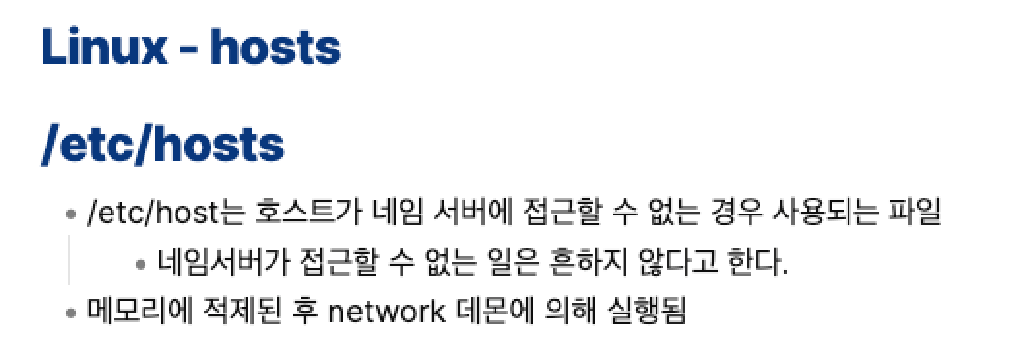 Linux - hosts
/etc/hosts
/etc/host는 호스트가 네임 서버에 접근할 수 없는 경우 사용되는 파일
네임서버가 접근할 수 없는 일은 흔하지 않다고 한다.
메모리에 적제된 후 network 데몬에 의해 실행됨